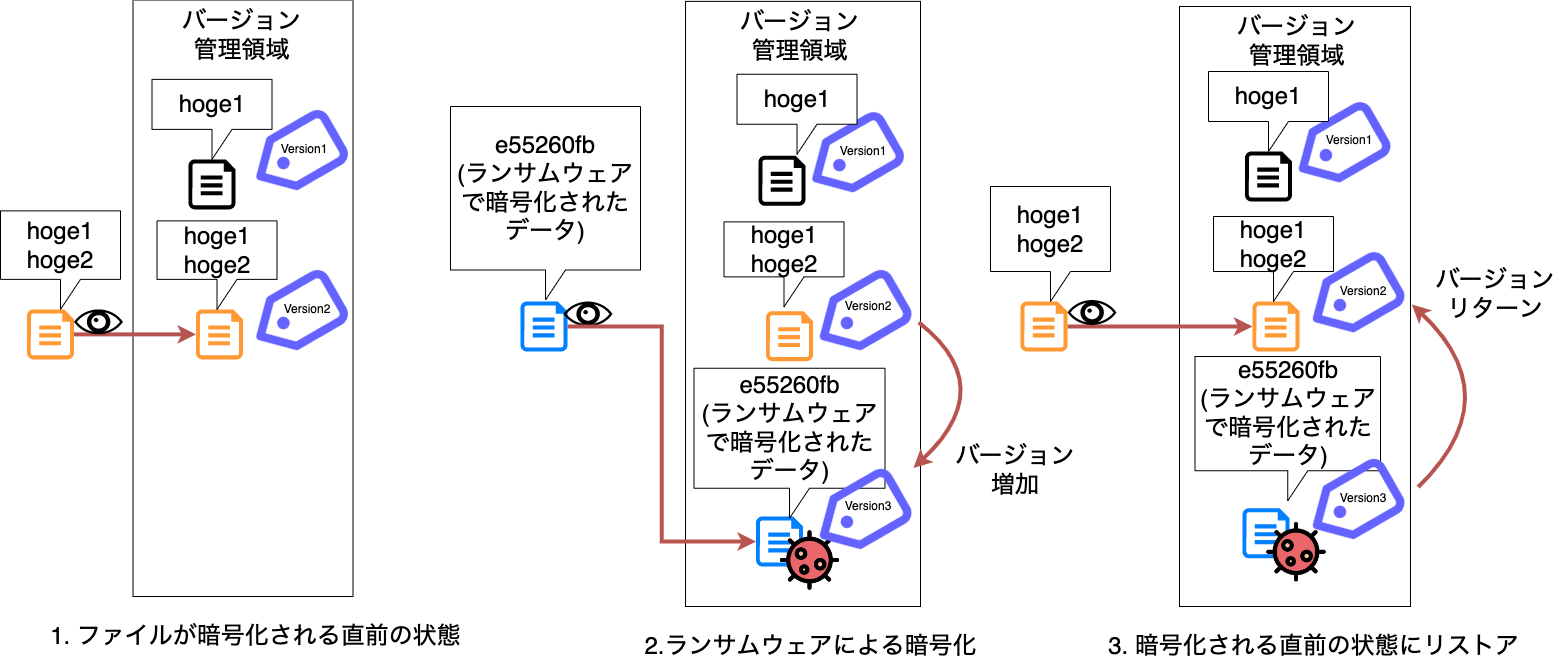 バージョン
管理領域
hoge1
Version1
hoge1
hoge2
hoge1
hoge2
Version2
1. ファイルが暗号化される直前の状態
バージョン
管理領域
hoge1
Version1
e55260fb
(ランサムウェア
で暗号化された
データ)
hoge1
hoge2
Version2
e55260fb
(ランサムウェア
で暗号化された
データ)
Version3
バージョン
増加
2.ランサムウェアによる暗号化
バージョン
管理領域
hoge1
Version1
hoge1
hoge2
hoge1
hoge2
Version2
バージョン
リターン
e55260fb
(ランサムウェア
で暗号化された
データ)
Version3
3. 暗号化される直前の状態にリストア